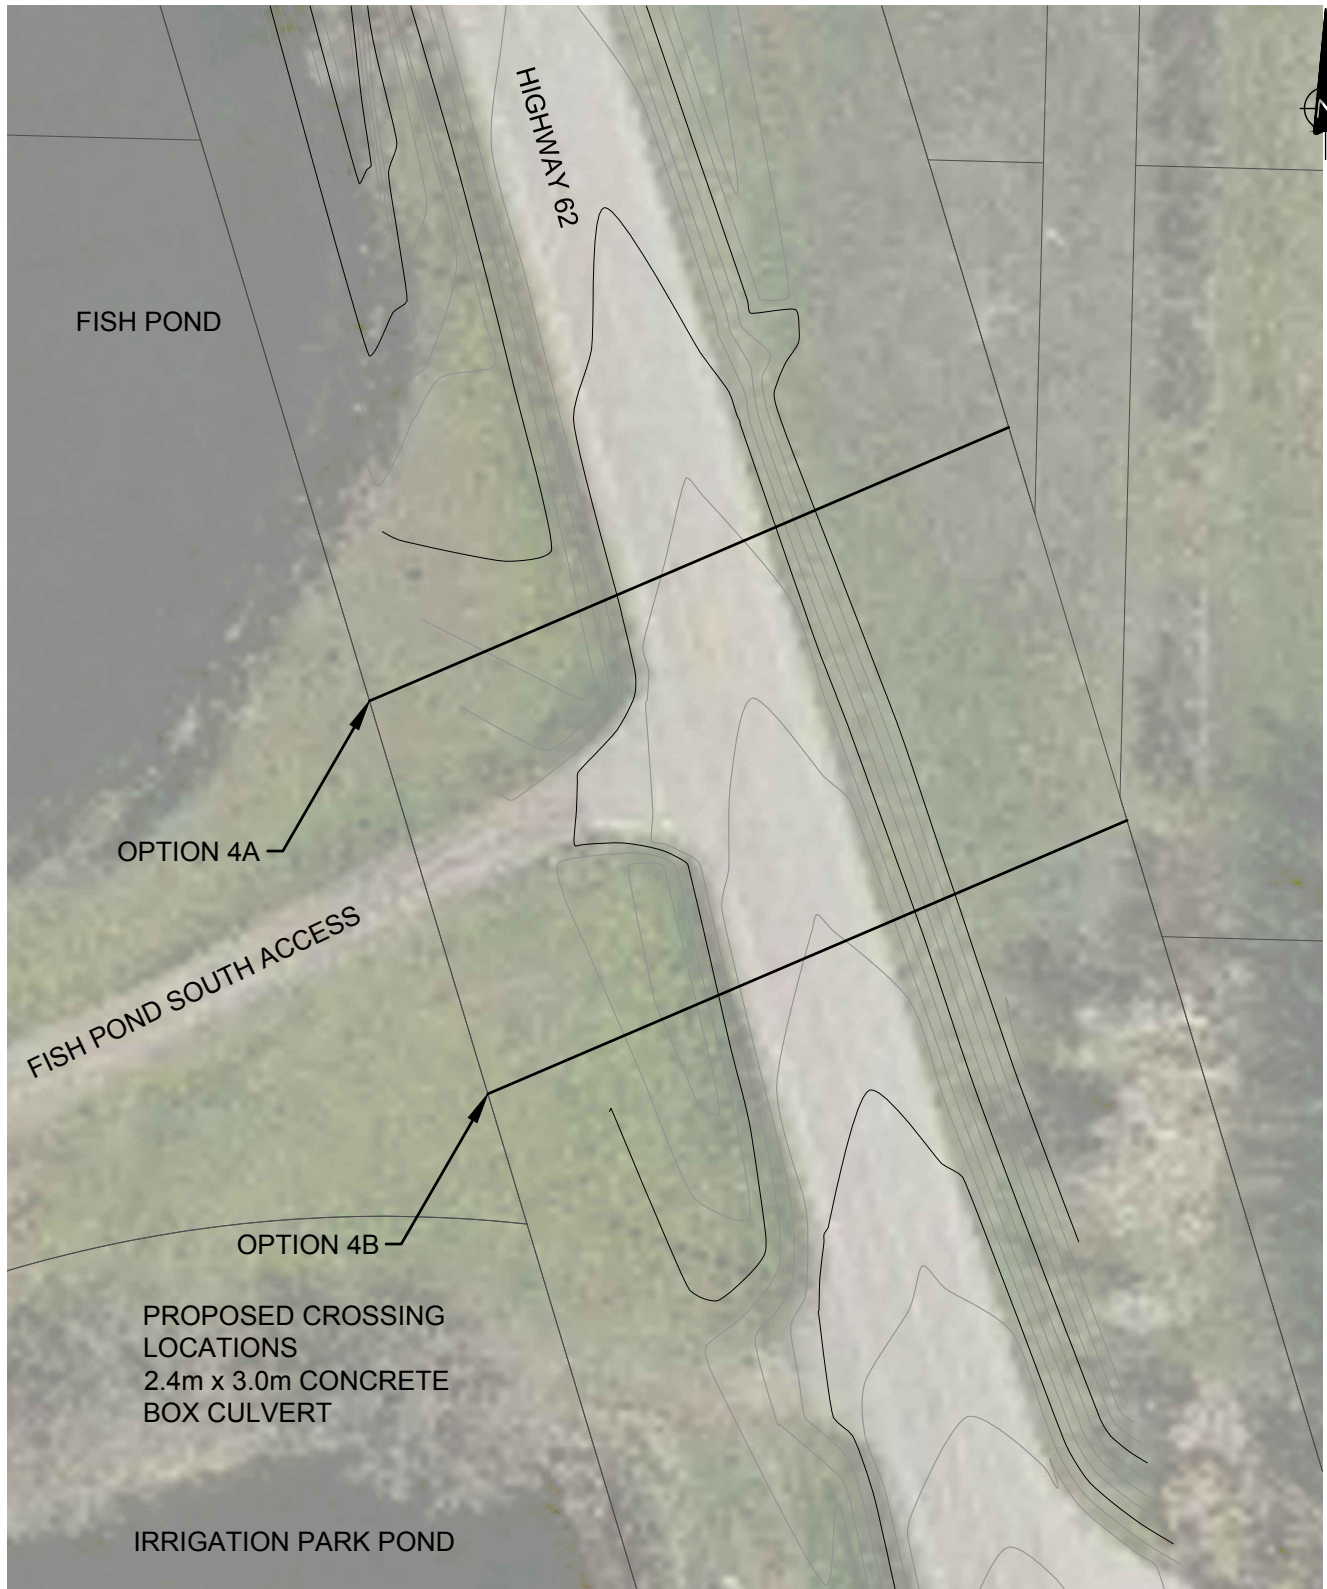 HIGHWAY 62
FISH POND
OPTION 4A
FISH POND SOUTH ACCESS
OPTION 4B
PROPOSED CROSSING
LOCATIONS
2.4m x 3.0m CONCRETE
BOX CULVERT
IRRIGATION PARK POND